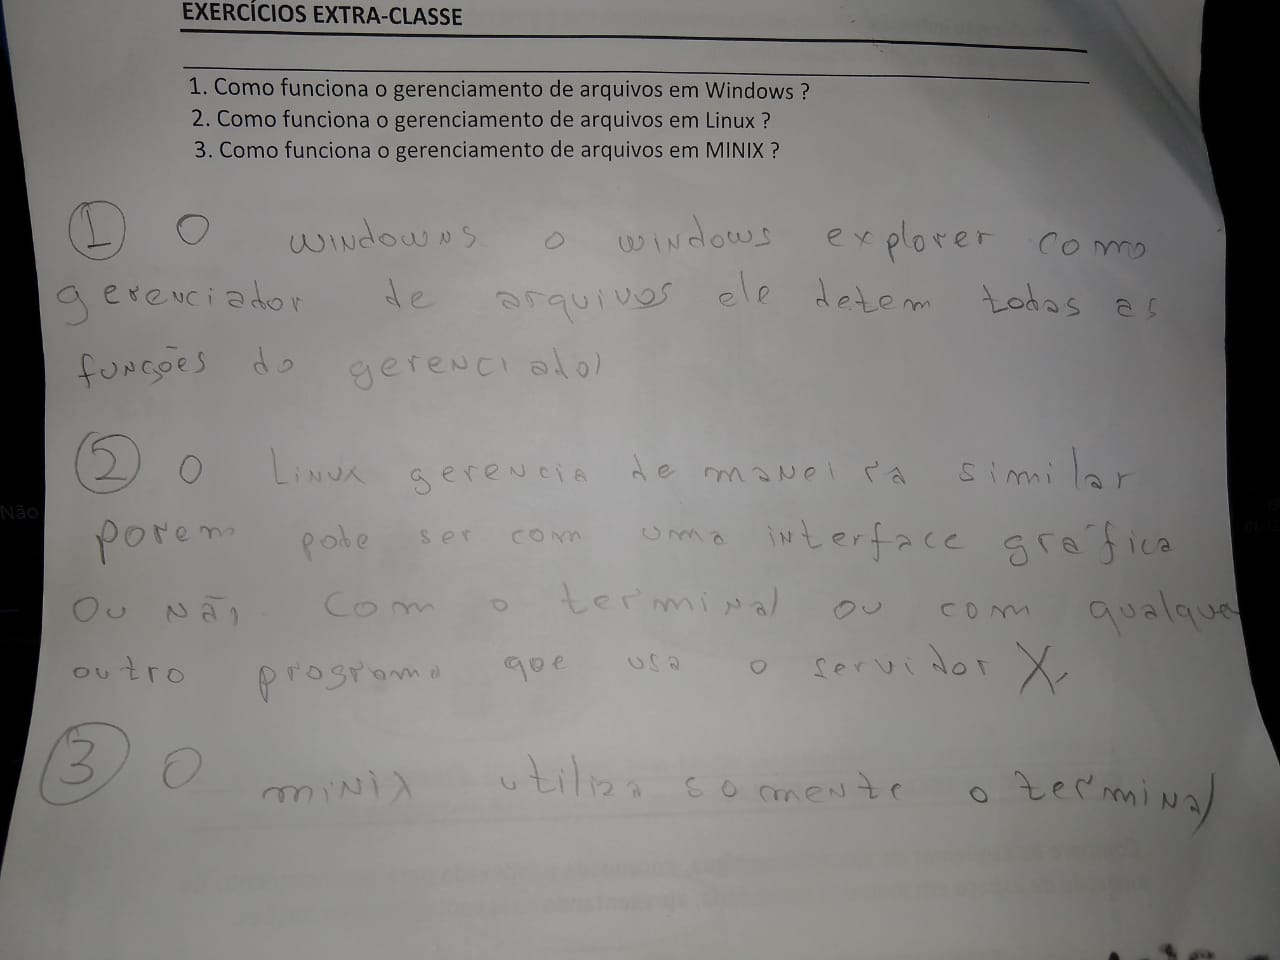 EXERCÍCIOS EXTRA-CLASSE
1. Como funciona o gerenciamento de arquivos em Windows ?
2. Como funciona o gerenciamento de arquivos em Linux ?
3. Como funciona o gerenciamento de arquivos em MINIX ?
1 O windowns o windows explorer como
gerenciador de arquivos ele detem todas as
funções do gerenciador
2 O Linux gerencia de maneira similar
porem pode ser com uma interface gráfica
ou não, com o terminal ou com qualque
outro programa que usa o servidor X,
3 O minix utiliza somente o terminal
Não